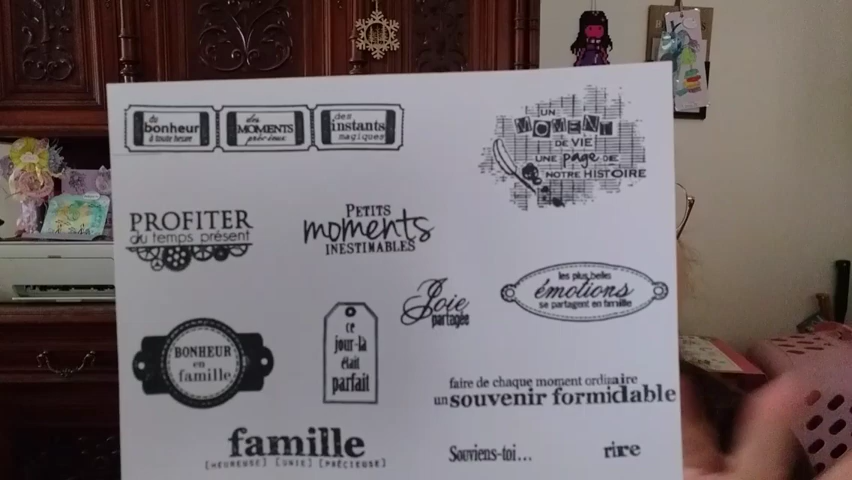 du
bonheur
à toute heure
des
MOMENTS
précieux
des
instants
magiques
UN
MOMENT
DE VIE
UNE page DE
NOTRE HISTOIRE
PROFITER
du temps présent
PETITS
moments
INESTIMABLES
Joie
partagée
les plus belles
émotions
se partagent en famille
BONHEUR
en
famille
ce
jour-là
était
parfait
faire de chaque moment ordinaire
un souvenir formidable
famille
[HEUREUSE] [UNIE] [PRÉCIEUSE]
Souviens-toi...
rire